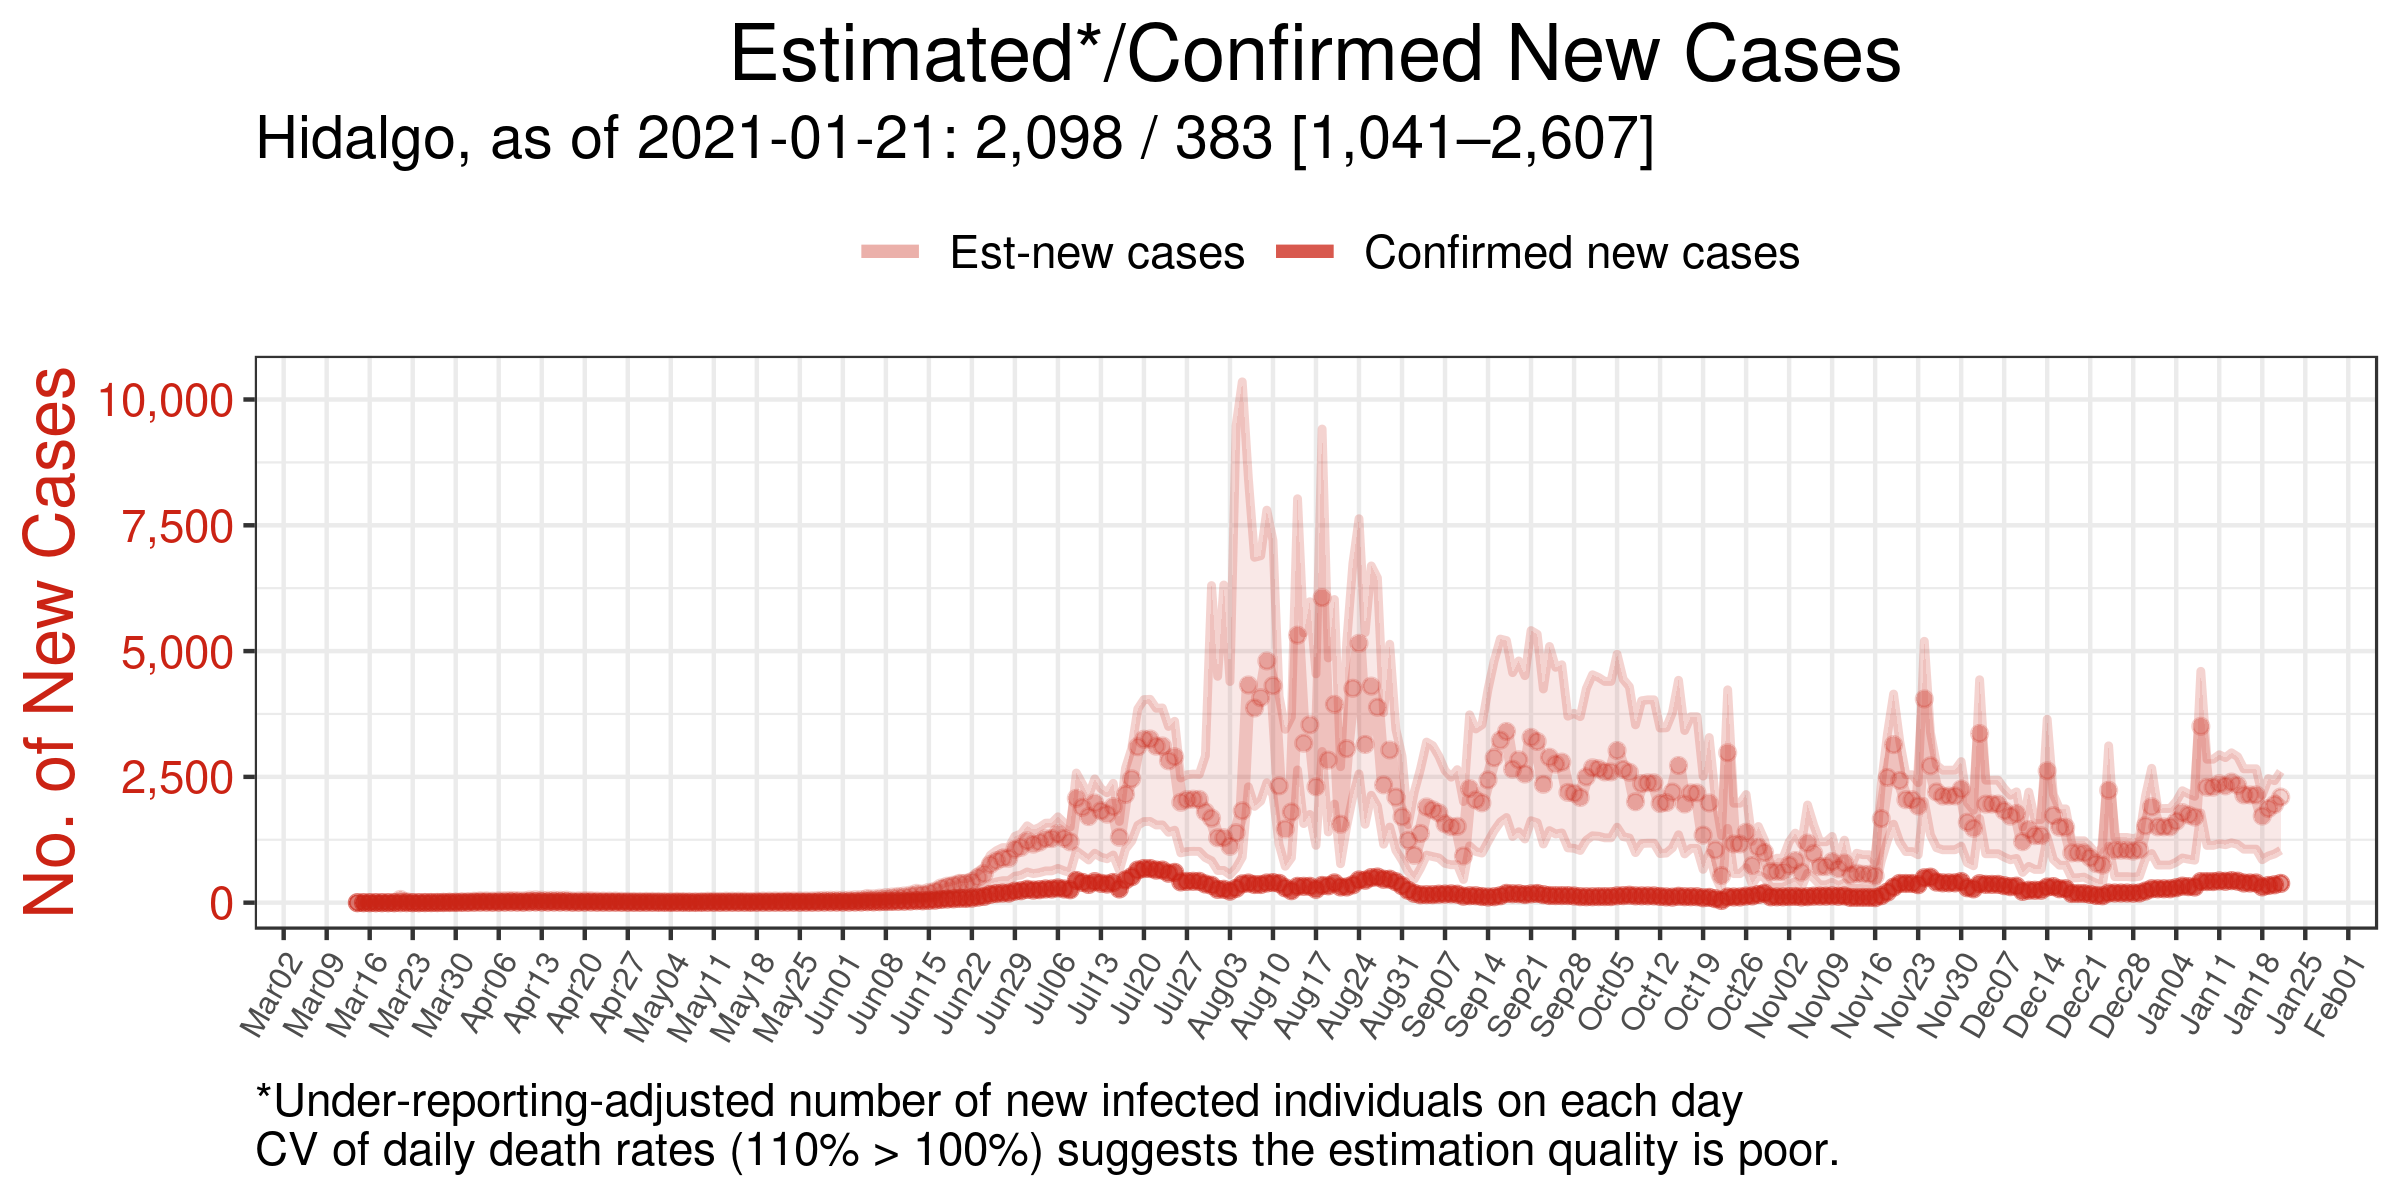 Estimated*/Confirmed New Cases
Hidalgo, as of 2021-01-21: 2,098 / 383 [1,041–2,607]
Est-new cases Confirmed new cases
No. of New Cases
10,000
7,500
5,000
2,500
0
Mar02 Mar09 Mar16 Mar23 Mar30 Apr06 Apr13 Apr20 Apr27 May04 May11 May18 May25 Jun01 Jun08 Jun15 Jun22 Jun29 Jul06 Jul13 Jul20 Jul27 Aug03 Aug10 Aug17 Aug24 Aug31 Sep07 Sep14 Sep21 Sep28 Oct05 Oct12 Oct19 Oct26 Nov02 Nov09 Nov16 Nov23 Nov30 Dec07 Dec14 Dec21 Dec28 Jan04 Jan11 Jan18 Jan25 Feb01
*Under-reporting-adjusted number of new infected individuals on each day
CV of daily death rates (110% > 100%) suggests the estimation quality is poor.